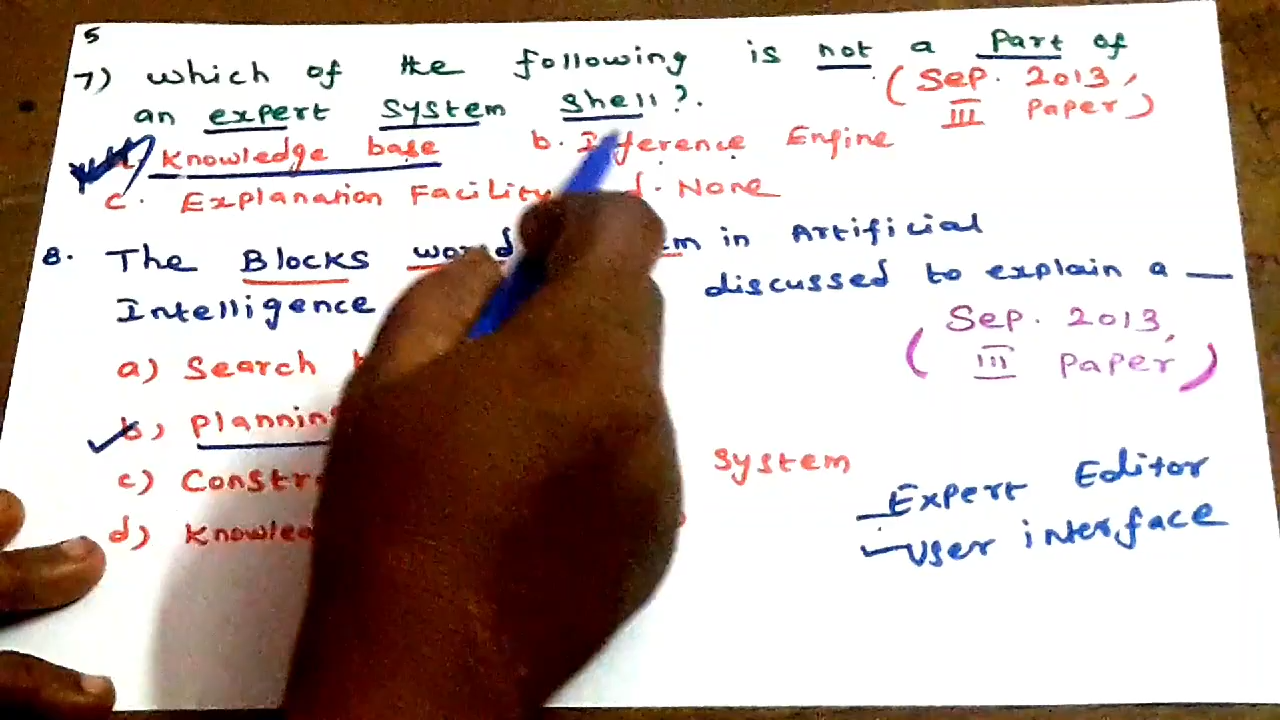 5
7) Which of the following is not a Part of
an expert system shell?. (Sep. 2013,
III Paper)
Knowledge base b. Inference Engine
c. Explanation Facility d. None
8. The Blocks in Artificial
Intelligence discussed to explain a —
(Sep. 2013,
III Paper)
a) Search
b) Planning
c)
system
d)
Expert Editor
User interface